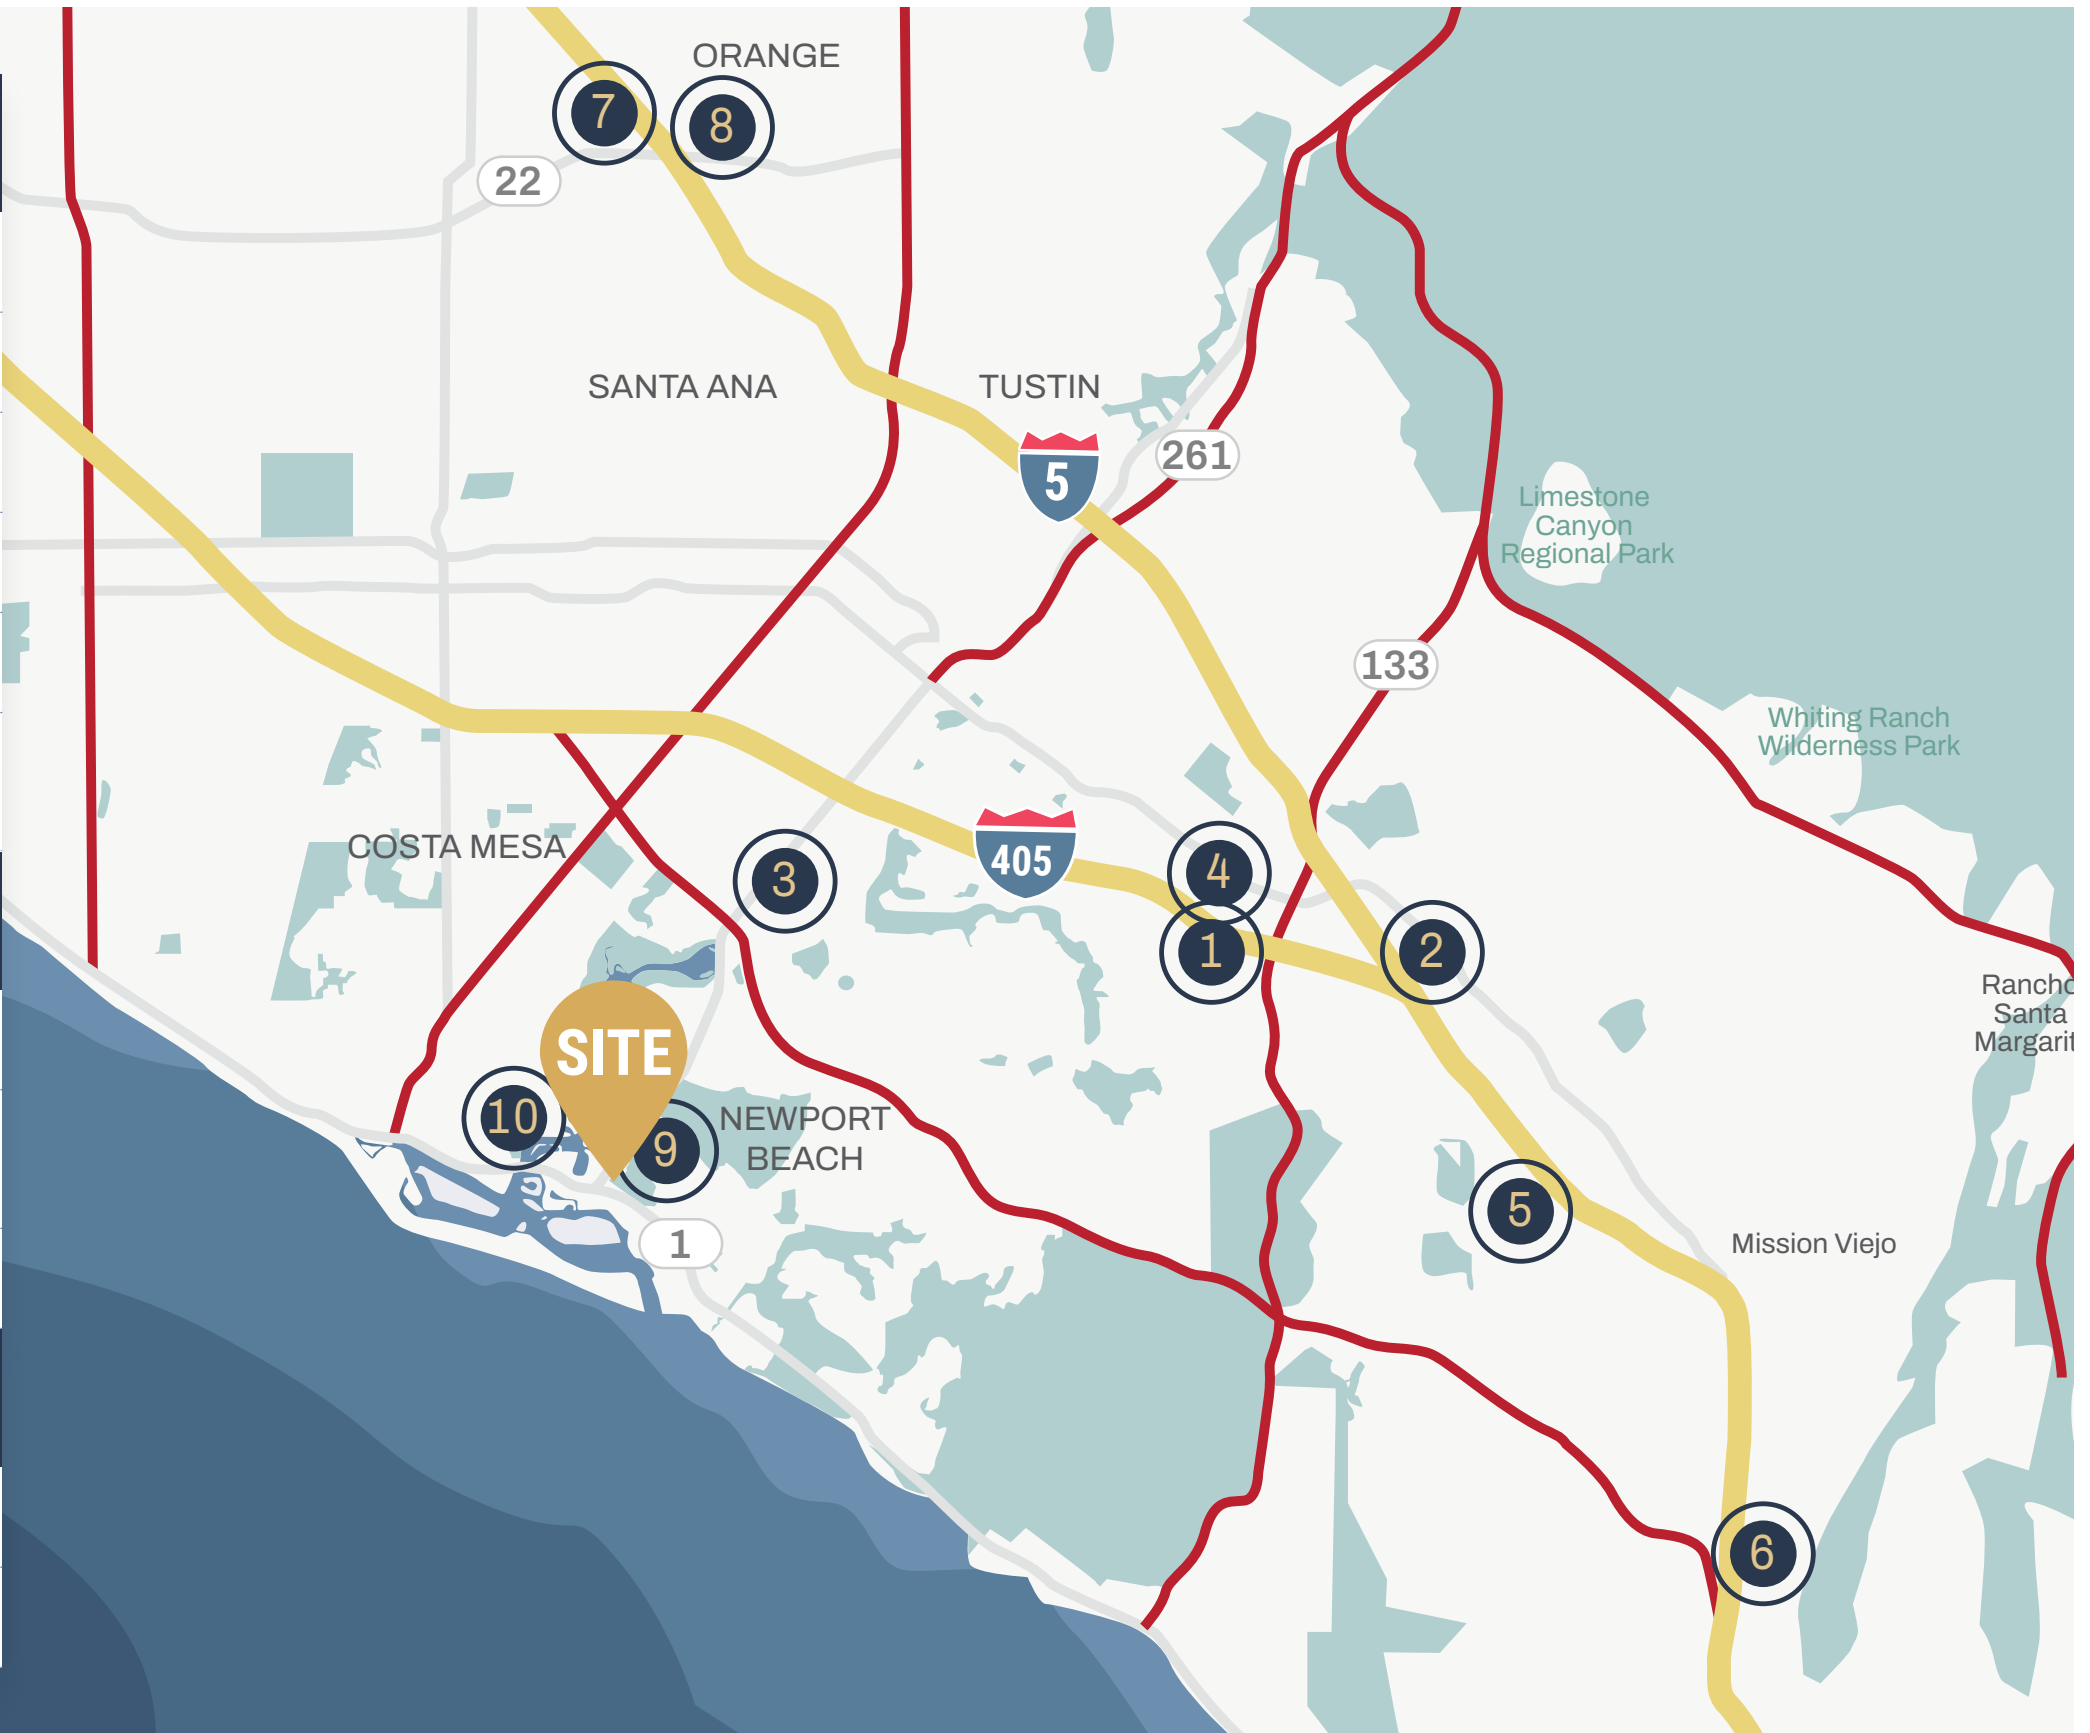 ORANGE
7
8
22
SANTA ANA
TUSTIN
5
261
Limestone
Canyon
Regional Park
133
Whiting Ranch
Wilderness Park
COSTA MESA
405
3
4
1
2
Rancho
Santa
Margarit
SITE
10
9
NEWPORT
BEACH
5
1
Mission Viejo
6